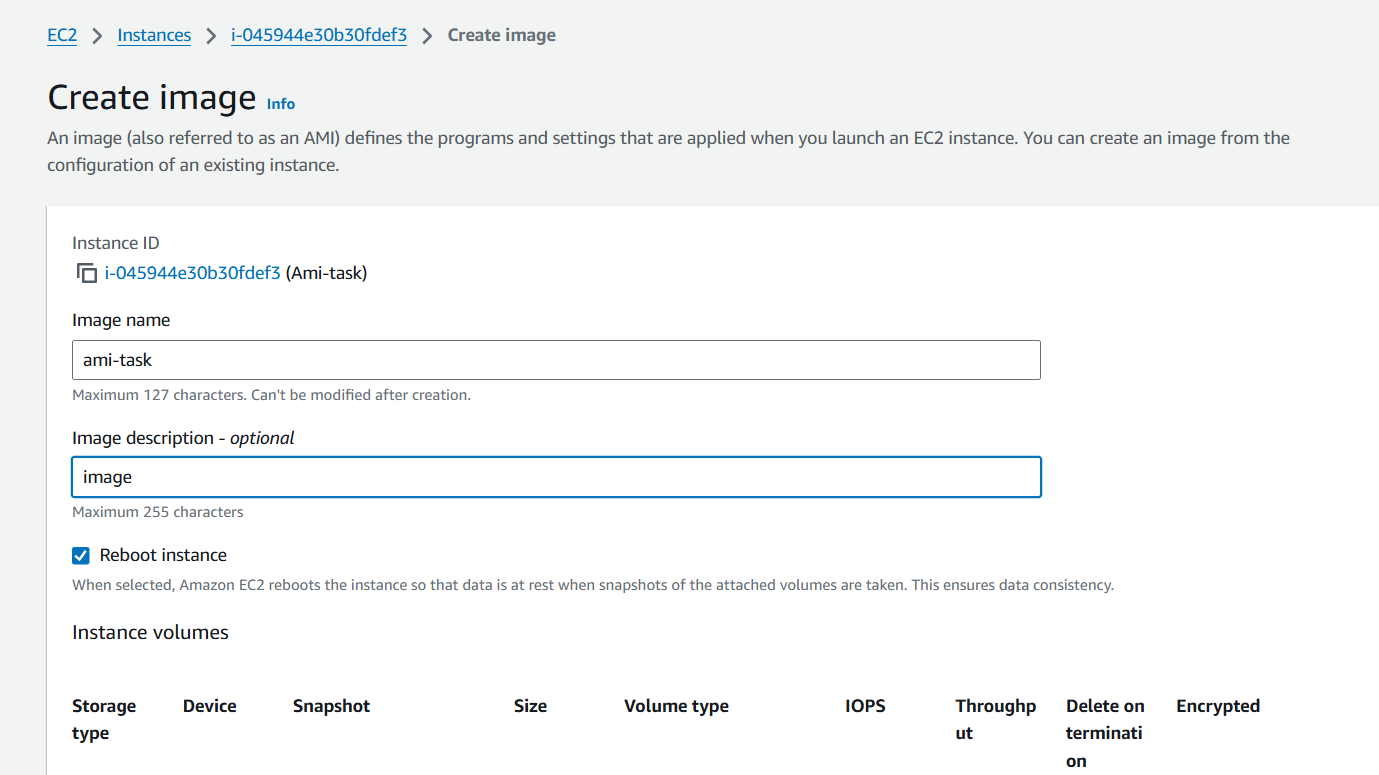 EC2 > Instances > i-045944e30b30fdef3 > Create image
Create image Info
An image (also referred to as an AMI) defines the programs and settings that are applied when you launch an EC2 instance. You can create an image from the
configuration of an existing instance.
Instance ID
i-045944e30b30fdef3 (Ami-task)
Image name
ami-task
Maximum 127 characters. Can't be modified after creation.
Image description - optional
image
Maximum 255 characters
Reboot instance
When selected, Amazon EC2 reboots the instance so that data is at rest when snapshots of the attached volumes are taken. This ensures data consistency.
Instance volumes
Storage Device Snapshot Size Volume type IOPS Throughp Delete on Encrypted
type ut terminati
on